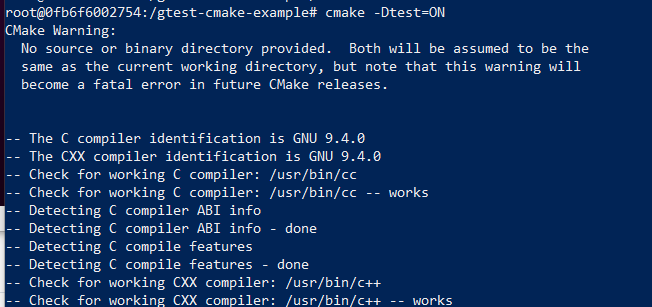 root@0fb6f6002754:/gtest-cmake-example# cmake -Dtest=ON
CMake Warning:
  No source or binary directory provided.  Both will be assumed to be the
  same as the current working directory, but note that this warning will
  become a fatal error in future CMake releases.


-- The C compiler identification is GNU 9.4.0
-- The CXX compiler identification is GNU 9.4.0
-- Check for working C compiler: /usr/bin/cc
-- Check for working C compiler: /usr/bin/cc -- works
-- Detecting C compiler ABI info
-- Detecting C compiler ABI info - done
-- Detecting C compile features
-- Detecting C compile features - done
-- Check for working CXX compiler: /usr/bin/c++
-- Check for working CXX compiler: /usr/bin/c++ -- works